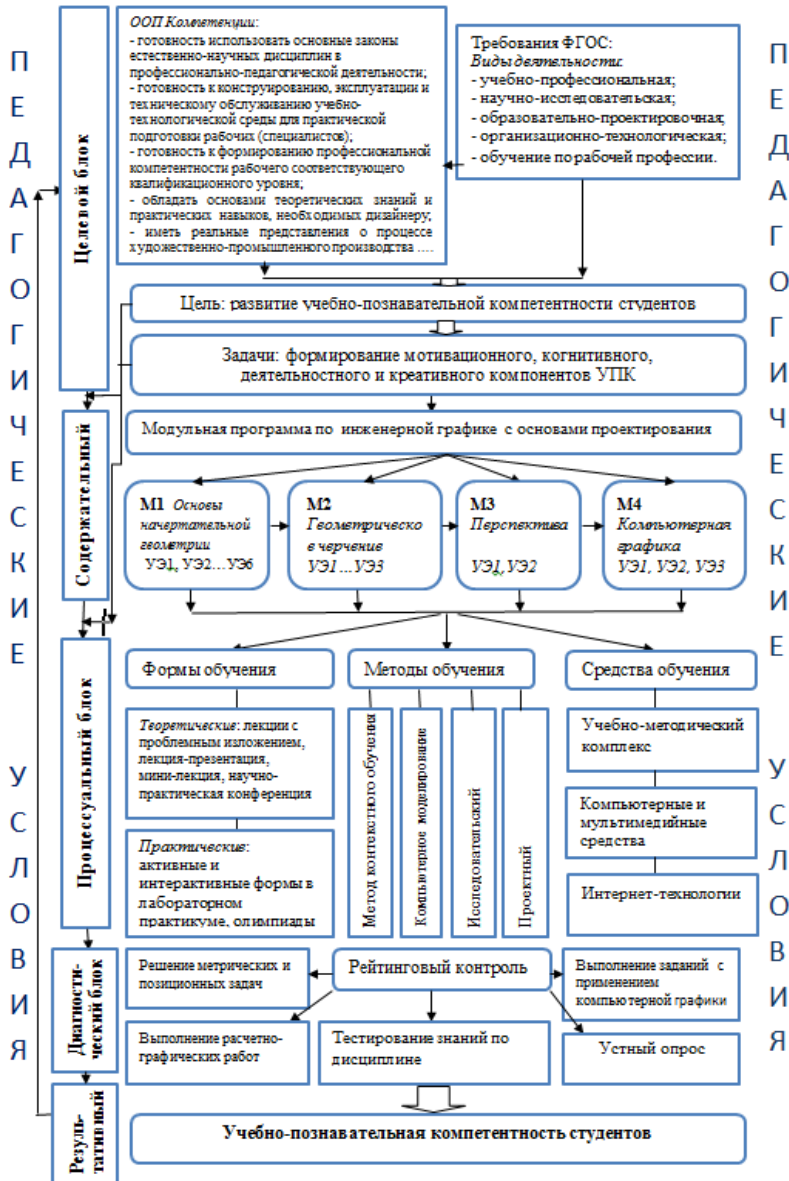 ПЕДАГОГИЧЕСКИЕ УСЛОВИЯ
Целевой блок
ООП Компетенции:
- готовность использовать основные законы
естественно-научных дисциплин в
профессионально-педагогической деятельности;
- готовность к конструированию, эксплуатации и
техническому обслуживанию учебно-
технологической среды для практической
подготовки рабочих (специалистов);
- готовность к формированию профессиональной
компетентности рабочего соответствующего
квалификационного уровня;
- обладать основами теоретических знаний и
практических навыков, необходимых дизайнеру;
- иметь реальные представления о процессе
художественно-промышленного производства ….
Требования ФГОС:
Виды деятельности:
- учебно-профессиональная;
- научно-исследовательская;
- образовательно-проектировочная;
- организационно-технологическая;
- обучение по рабочей профессии.
Цель: развитие учебно-познавательной компетентности студентов
Задачи: формирование мотивационного, когнитивного,
деятельностного и креативного компонентов УПК
Содержательный
Модульная программа по инженерной графике с основами проектирования
М1 Основы
начертательной
геометрии
УЭ1, УЭ2…УЭ6
М2
Геометрическо
е черчение
УЭ1…УЭ3
М3
Перспектива
УЭ1, УЭ2
М4
Компьютерная
графика
УЭ1, УЭ2, УЭ3
Процессуальный блок
Формы обучения
Методы обучения
Средства обучения
Теоретические: лекции с
проблемным изложением,
лекция-презентация,
мини-лекция, научно-
практическая конференция
Практические:
активные и
интерактивные формы в
лабораторном
практикуме, олимпиады
Метод контекстного обучения
Компьютерное моделирование
Исследовательский
Проектный
Учебно-методический
комплекс
Компьютерные и
мультимедийные
средства
Интернет-технологии
Диагности-
ческий блок
Решение метрических и
позиционных задач
Рейтинговый контроль
Выполнение заданий с
применением
компьютерной графики
Выполнение расчетно-
графических работ
Тестирование знаний по
дисциплине
Устный опрос
Резуль-
тативный
Учебно-познавательная компетентность студентов
ПЕДАГОГИЧЕСКИЕ УСЛОВИЯ